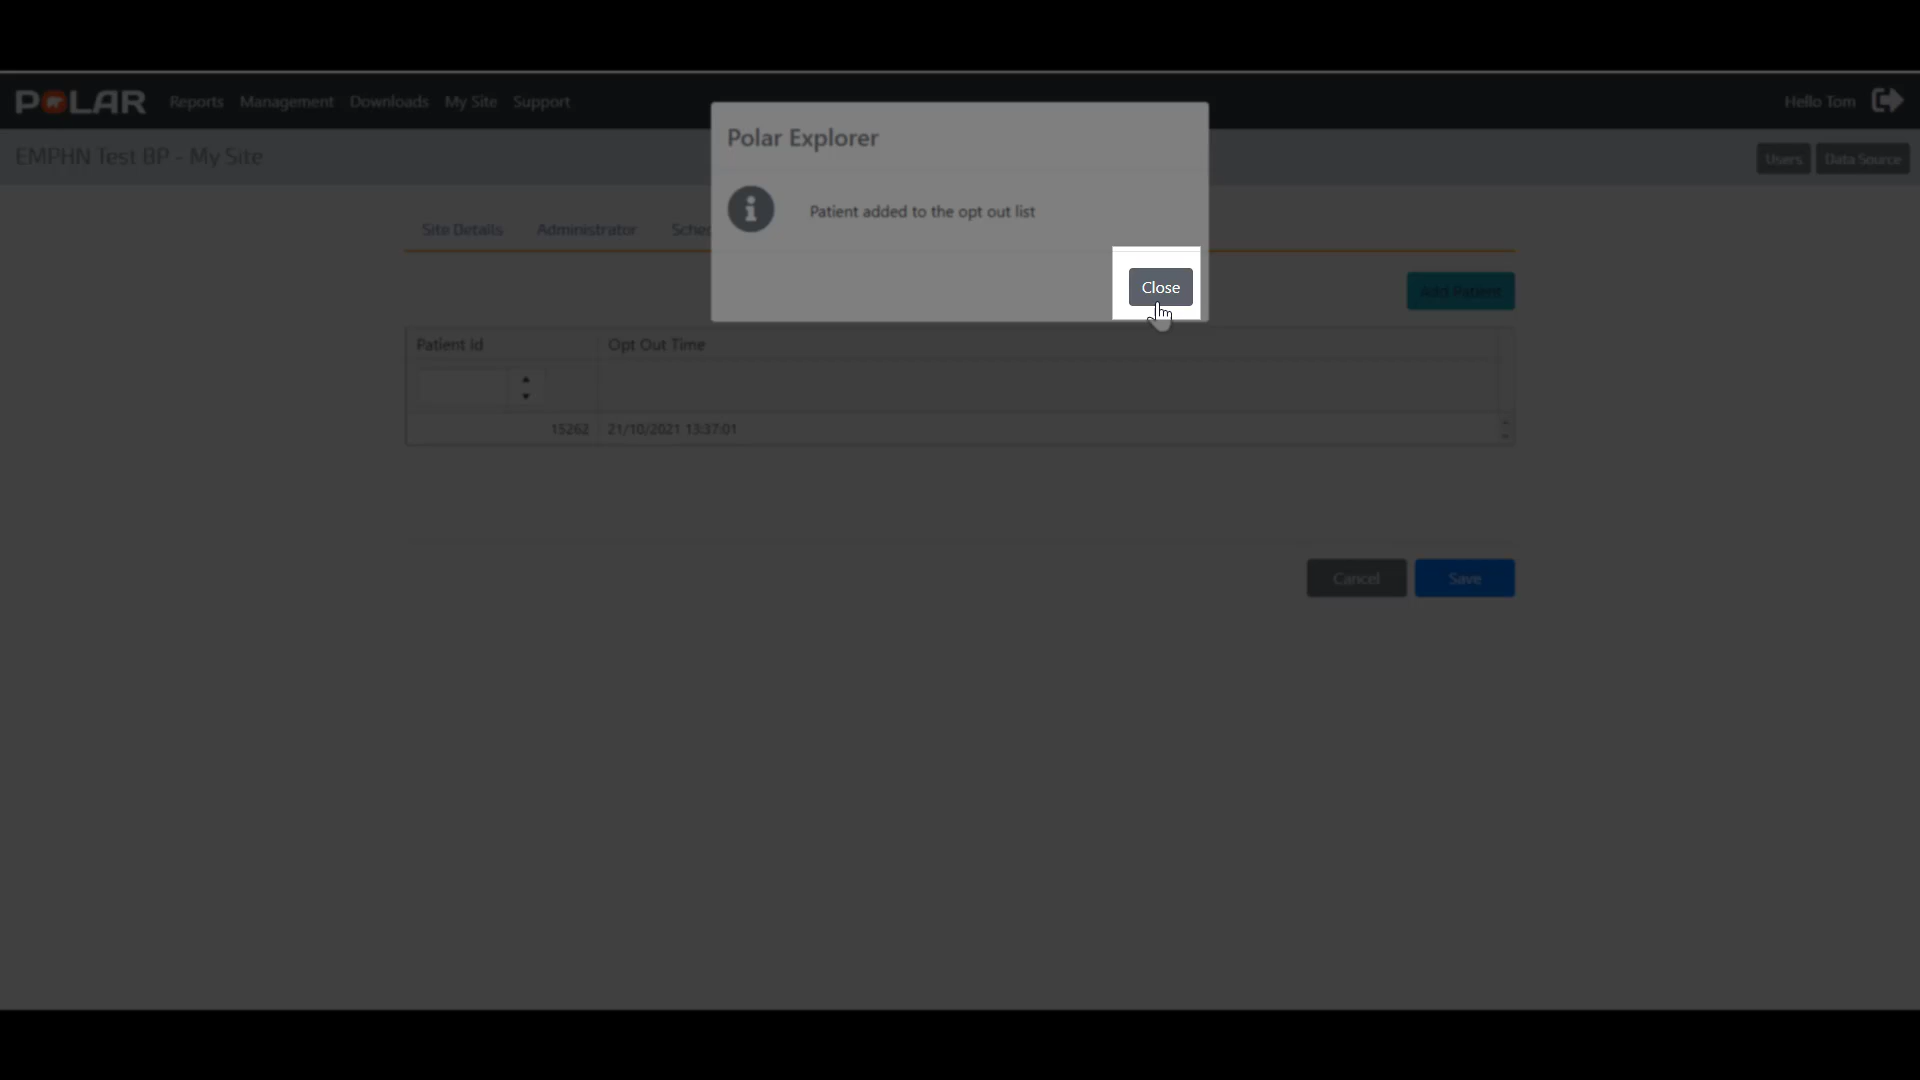 POLAR Reports Management Downloads My Site Support Hello Tom
EMPHN Test BP - My Site Users Data Source
Polar Explorer
Patient added to the opt out list
Close
Site Details Administrator Sche
Add Patient
Patient Id Opt Out Time
15262 21/10/2021 13:37:01
Cancel Save